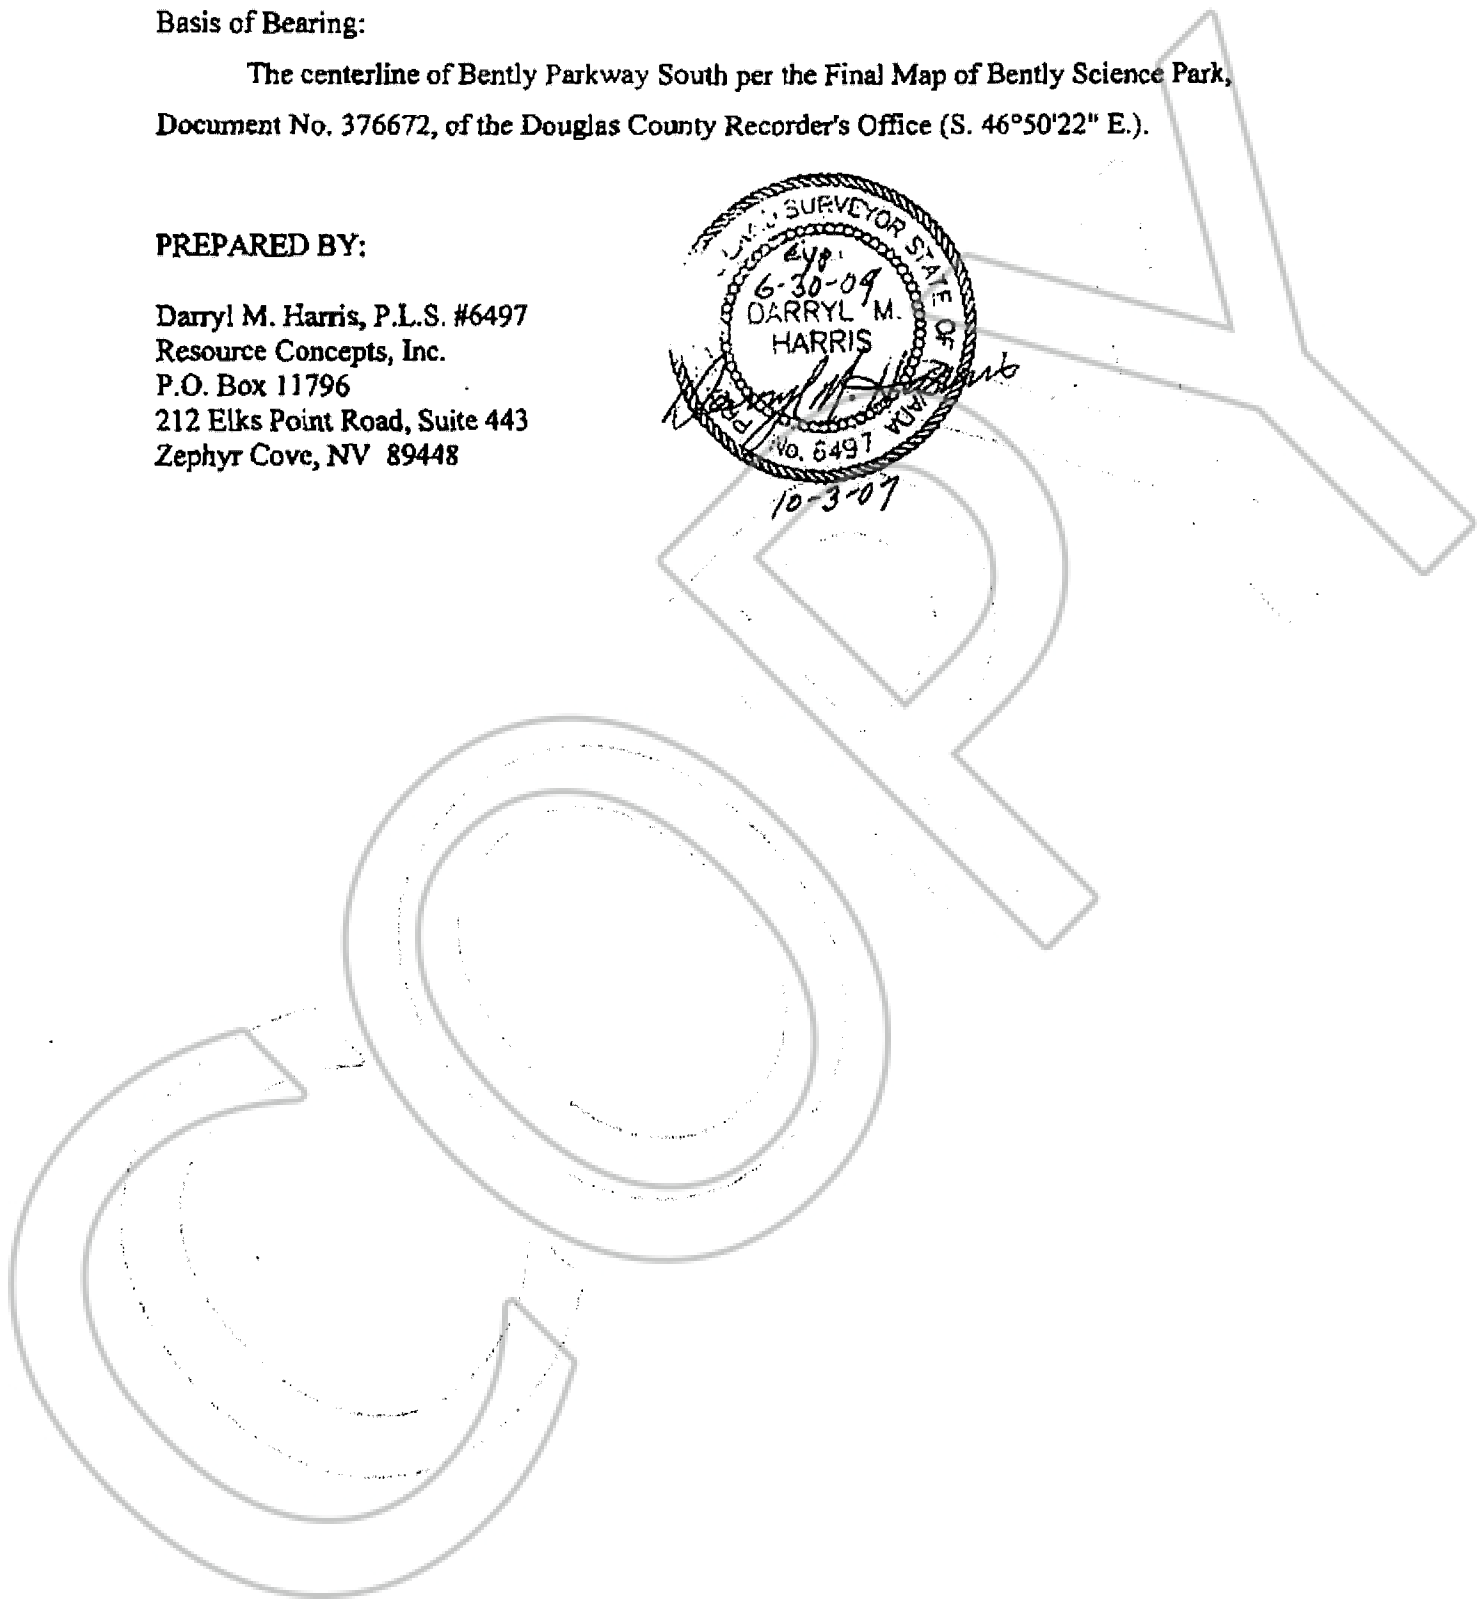 Basis of Bearing:
The centerline of Bently Parkway South per the Final Map of Bently Science Park,
Document No. 376672, of the Douglas County Recorder's Office (S. 46°50'22" E.).
PREPARED BY:
Darryl M. Harris, P.L.S. #6497
Resource Concepts, Inc.
P.O. Box 11796
212 Elks Point Road, Suite 443
Zephyr Cove, NV 89448
SURVEYOR STATE OF
exp.
6-30-09
DARRYL M.
HARRIS
No. 6497
10-3-07
COPY